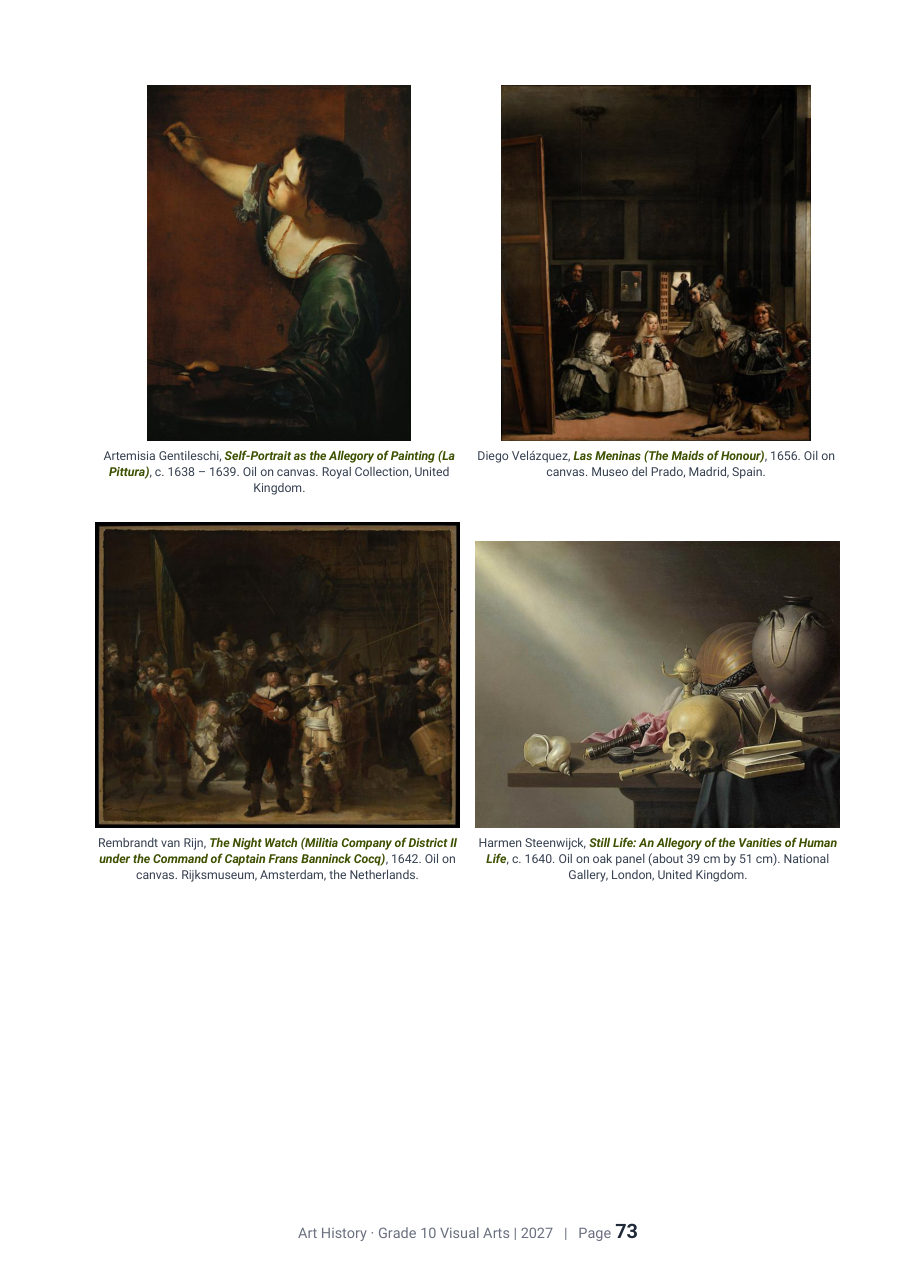 Artemisia Gentileschi, Self-Portrait as the Allegory of Painting (La
Pittura), c. 1638 – 1639. Oil on canvas. Royal Collection, United
Kingdom.
Diego Velázquez, Las Meninas (The Maids of Honour), 1656. Oil on
canvas. Museo del Prado, Madrid, Spain.
Rembrandt van Rijn, The Night Watch (Militia Company of District II
under the Command of Captain Frans Banninck Cocq), 1642. Oil on
canvas. Rijksmuseum, Amsterdam, the Netherlands.
Harmen Steenwijck, Still Life: An Allegory of the Vanities of Human
Life, c. 1640. Oil on oak panel (about 39 cm by 51 cm). National
Gallery, London, United Kingdom.
Art History · Grade 10 Visual Arts | 2027 | Page 73